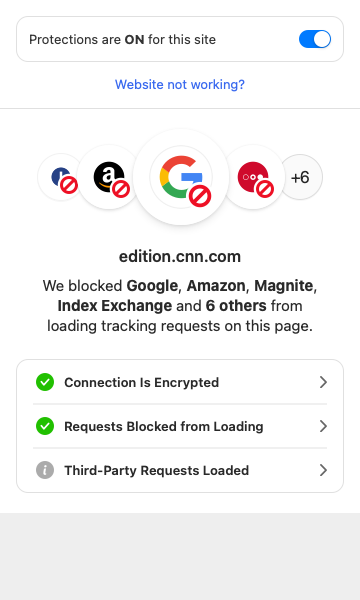 Protections are ON for this site
Website not working?
+6
edition.cnn.com
We blocked Google, Amazon, Magnite,
Index Exchange and 6 others from
loading tracking requests on this page.
Connection Is Encrypted
Requests Blocked from Loading
Third-Party Requests Loaded